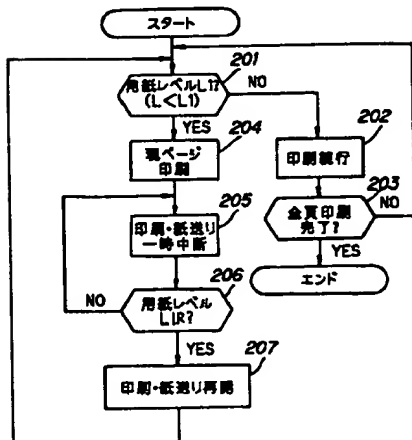 スタート
201
用紙レベルL1?
(L<L1)
NO
YES
204
202
現ページ
印刷
印刷続行
205
203
印刷・紙送り
一時中断
全頁印刷
完了?
NO
YES
エンド
206
用紙レベル
L1R?
NO
YES
207
印刷・紙送り再開